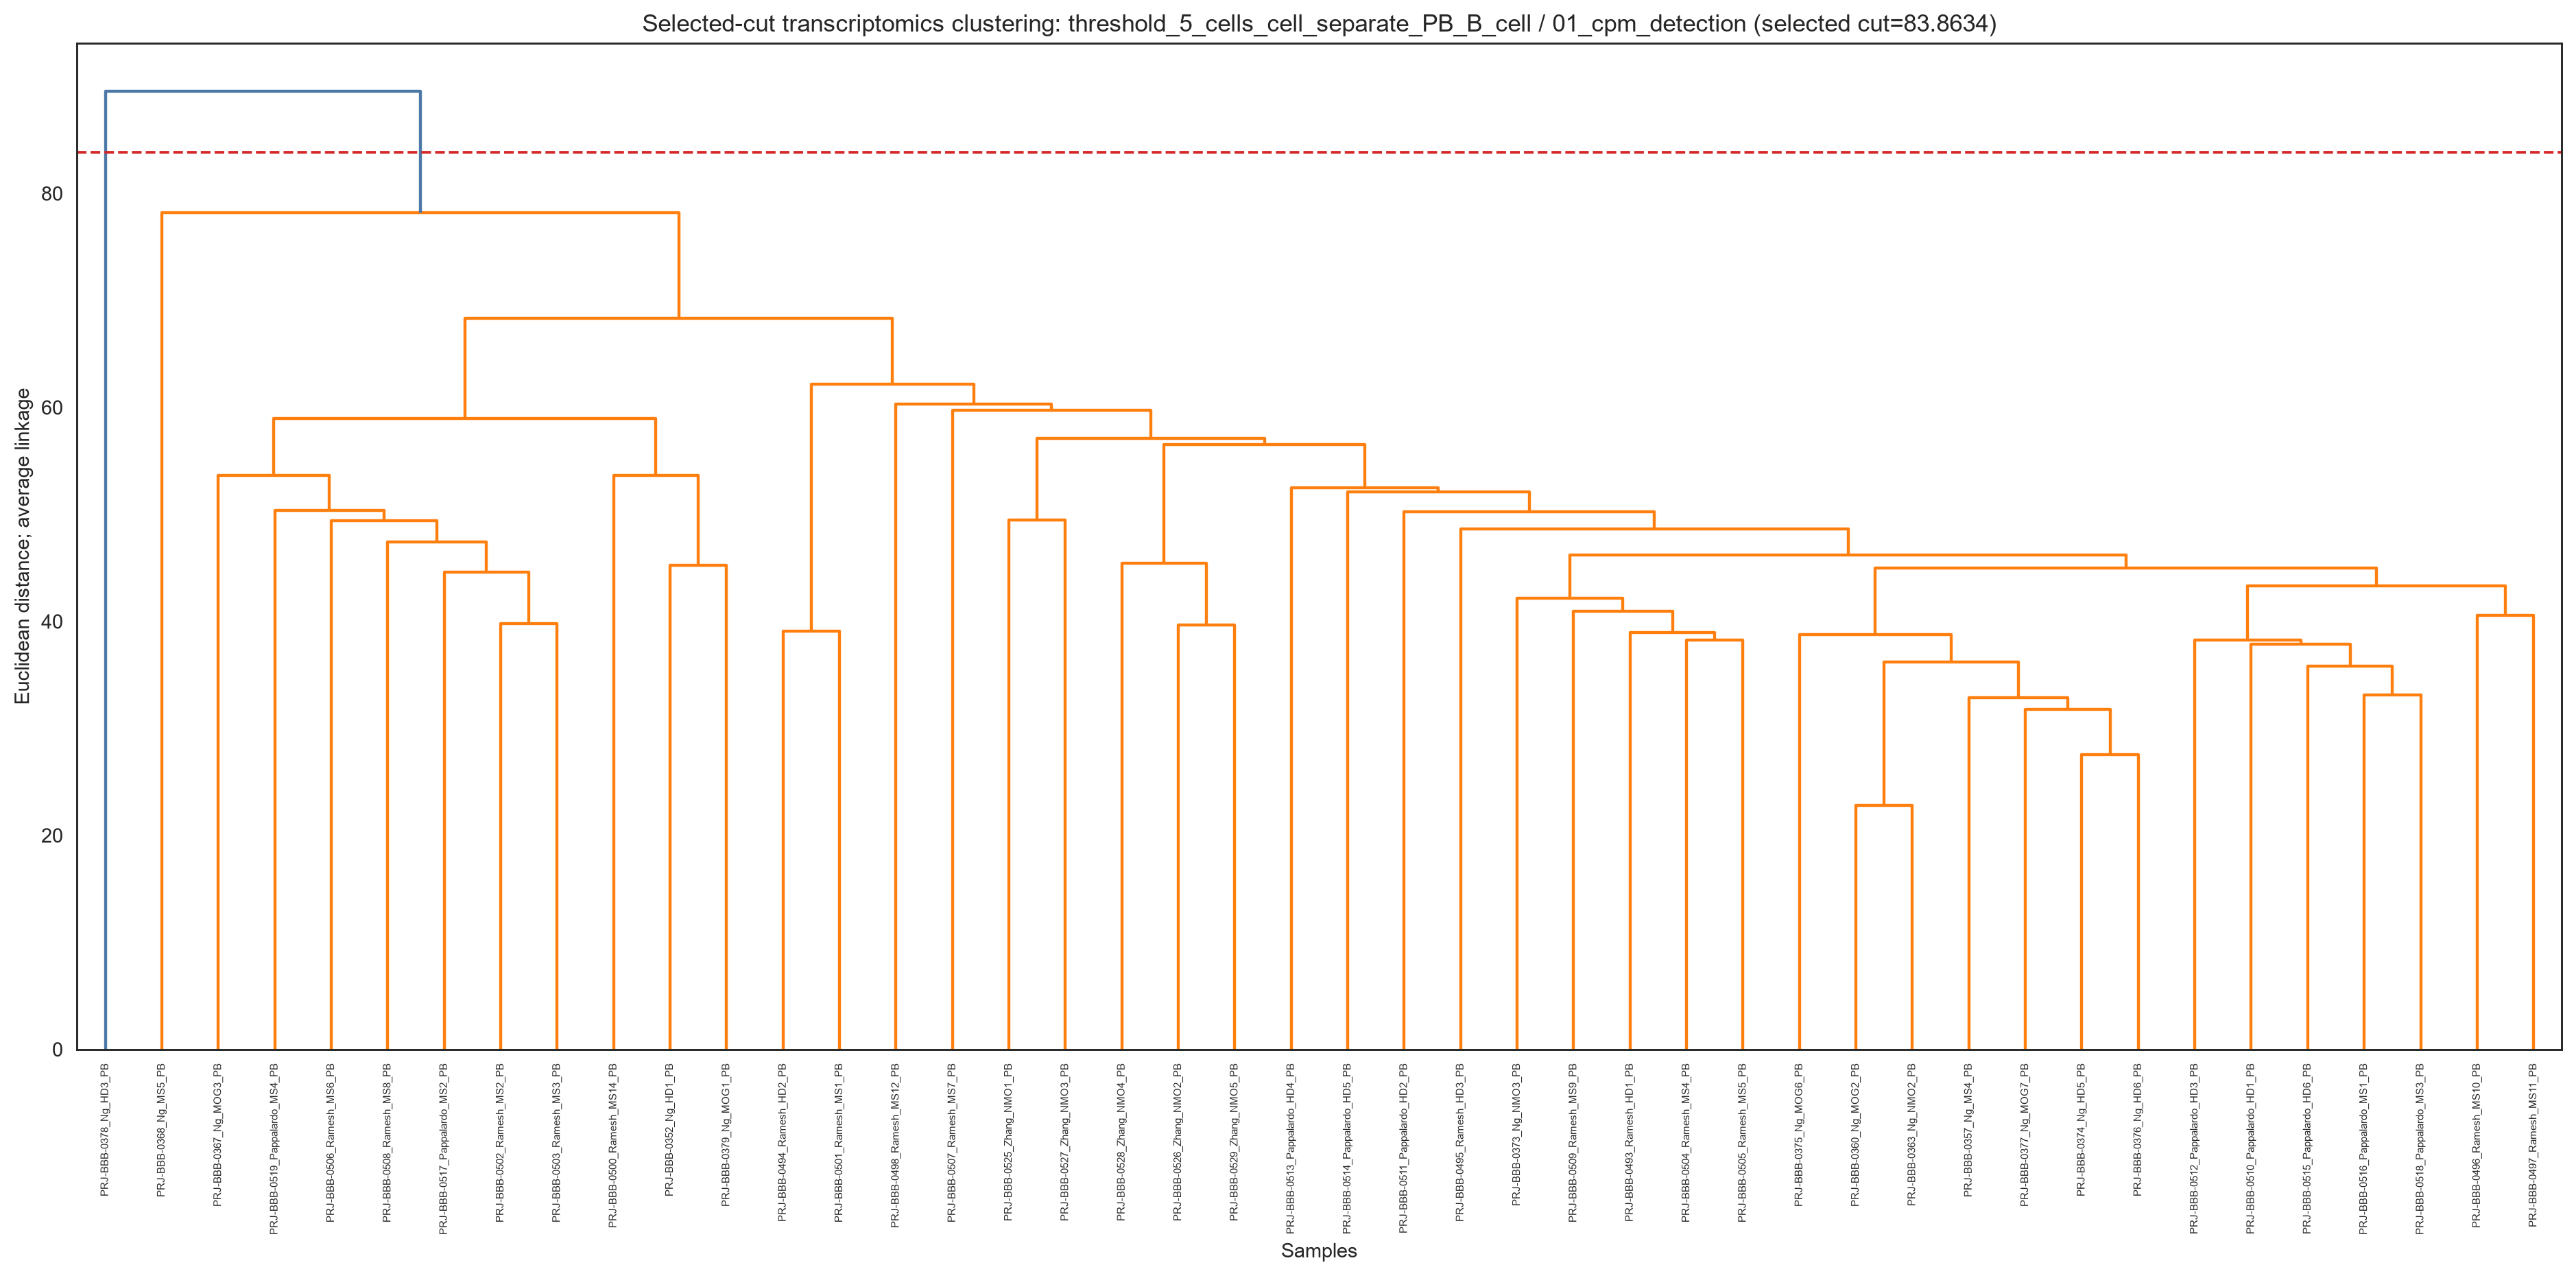 Selected-cut transcriptomics clustering: threshold_5_cells_cell_separate_PB_B_cell / 01_cpm_detection (selected cut=83.8634)
Euclidean distance; average linkage
80
60
40
20
0
PRJ-BBB-0378_Ng_HD3_PB
PRJ-BBB-0368_Ng_MS5_PB
PRJ-BBB-0367_Ng_MOG3_PB
PRJ-BBB-0519_Pappalardo_MS4_PB
PRJ-BBB-0506_Ramesh_MS6_PB
PRJ-BBB-0508_Ramesh_MS8_PB
PRJ-BBB-0517_Pappalardo_MS2_PB
PRJ-BBB-0502_Ramesh_MS2_PB
PRJ-BBB-0503_Ramesh_MS3_PB
PRJ-BBB-0500_Ramesh_MS14_PB
PRJ-BBB-0352_Ng_HD1_PB
PRJ-BBB-0379_Ng_MOG1_PB
PRJ-BBB-0494_Ramesh_HD2_PB
PRJ-BBB-0501_Ramesh_MS1_PB
PRJ-BBB-0498_Ramesh_MS12_PB
PRJ-BBB-0507_Ramesh_MS7_PB
PRJ-BBB-0525_Zhang_NMO1_PB
PRJ-BBB-0527_Zhang_NMO3_PB
PRJ-BBB-0528_Zhang_NMO4_PB
PRJ-BBB-0526_Zhang_NMO2_PB
PRJ-BBB-0529_Zhang_NMO5_PB
PRJ-BBB-0513_Pappalardo_HD4_PB
PRJ-BBB-0514_Pappalardo_HD5_PB
PRJ-BBB-0511_Pappalardo_HD2_PB
PRJ-BBB-0495_Ramesh_HD3_PB
PRJ-BBB-0373_Ng_NMO3_PB
PRJ-BBB-0509_Ramesh_MS9_PB
PRJ-BBB-0493_Ramesh_HD1_PB
PRJ-BBB-0504_Ramesh_MS4_PB
PRJ-BBB-0505_Ramesh_MS5_PB
PRJ-BBB-0375_Ng_MOG6_PB
PRJ-BBB-0360_Ng_MOG2_PB
PRJ-BBB-0363_Ng_NMO2_PB
PRJ-BBB-0357_Ng_MS4_PB
PRJ-BBB-0377_Ng_MOG7_PB
PRJ-BBB-0374_Ng_HD5_PB
PRJ-BBB-0376_Ng_HD6_PB
PRJ-BBB-0512_Pappalardo_HD3_PB
PRJ-BBB-0510_Pappalardo_HD1_PB
PRJ-BBB-0515_Pappalardo_HD6_PB
PRJ-BBB-0516_Pappalardo_MS1_PB
PRJ-BBB-0518_Pappalardo_MS3_PB
PRJ-BBB-0496_Ramesh_MS10_PB
PRJ-BBB-0497_Ramesh_MS11_PB
Samples